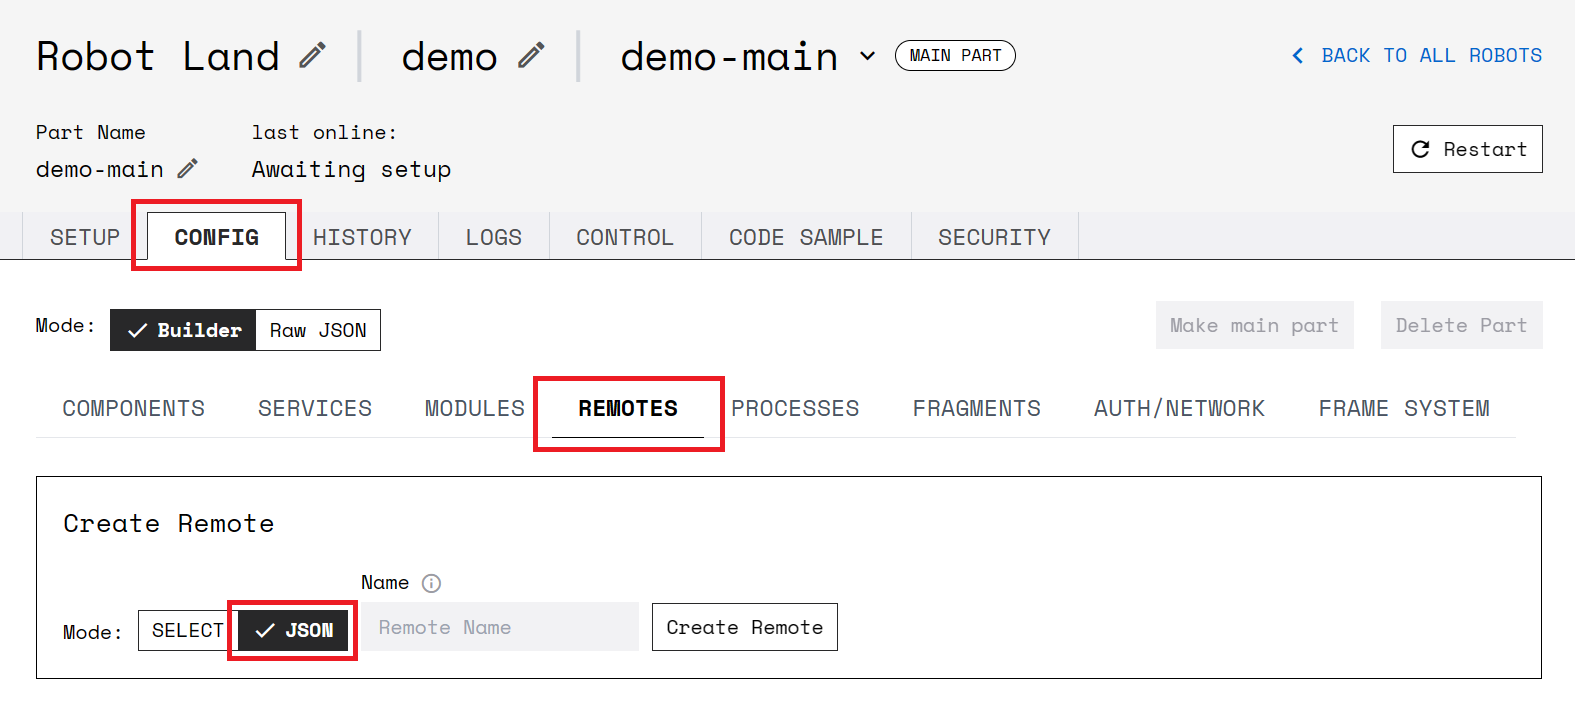 Robot Land demo demo-main MAIN PART BACK TO ALL ROBOTS
Part Name last online:
demo-main Awaiting setup Restart
SETUP CONFIG HISTORY LOGS CONTROL CODE SAMPLE SECURITY
Mode: Builder Raw JSON Make main part Delete Part
COMPONENTS SERVICES MODULES REMOTES PROCESSES FRAGMENTS AUTH/NETWORK FRAME SYSTEM
Create Remote
Name
Mode: SELECT JSON Remote Name Create Remote